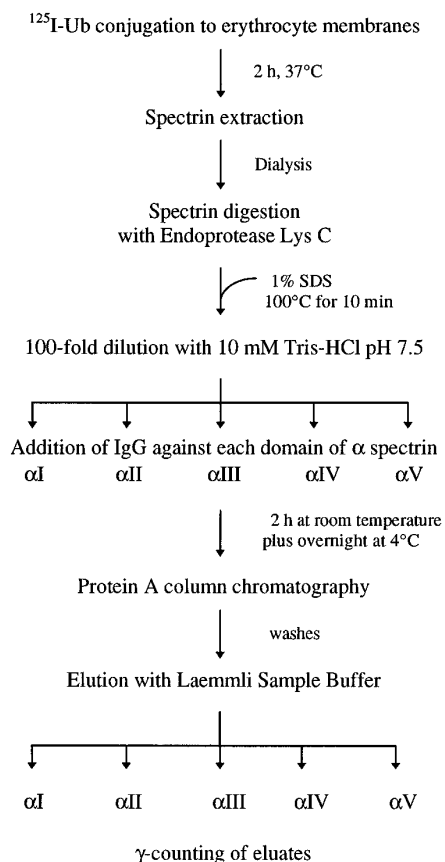 ¹²⁵I-Ub conjugation to erythrocyte membranes
2 h, 37°C
Spectrin extraction
Dialysis
Spectrin digestion
with Endoprotease Lys C
1% SDS
100°C for 10 min
100-fold dilution with 10 mM Tris-HCl pH 7.5
Addition of IgG against each domain of α spectrin
αI αII αIII αIV αV
2 h at room temperature
plus overnight at 4°C
Protein A column chromatography
washes
Elution with Laemmli Sample Buffer
αI αII αIII αIV αV
γ-counting of eluates